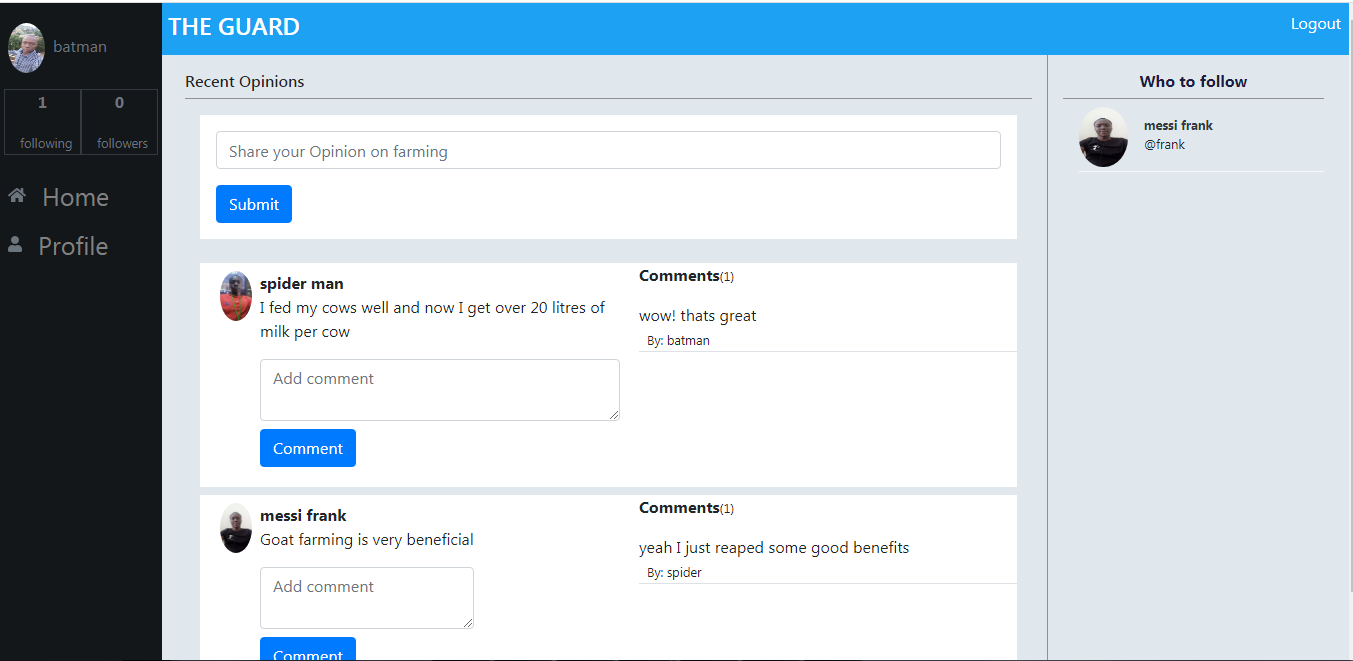 batman
1
0
following
followers
Home
Profile
THE GUARD
Logout
Recent Opinions
Share your Opinion on farming
Submit
spider man
I fed my cows well and now I get over 20 litres of
milk per cow
Add comment
Comment
Comments(1)
wow! thats great
By: batman
messi frank
Goat farming is very beneficial
Add comment
Comment
Comments(1)
yeah I just reaped some good benefits
By: spider
Who to follow
messi frank
@frank